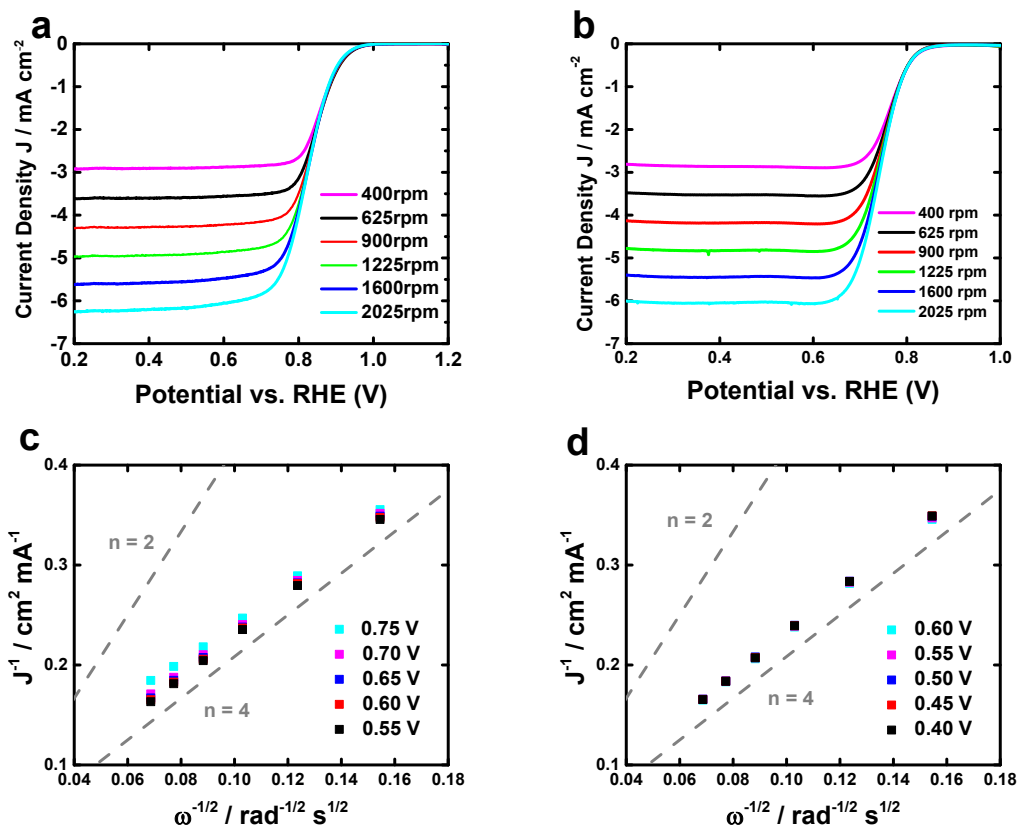 a
Current Density J / mA cm⁻²
0
-1
-2
-3
-4
-5
-6
-7
400rpm
625rpm
900rpm
1225rpm
1600rpm
2025rpm
0.2 0.4 0.6 0.8 1.0 1.2
Potential vs. RHE (V)
b
Current Density J / mA cm⁻²
0
-1
-2
-3
-4
-5
-6
-7
400 rpm
625 rpm
900 rpm
1225 rpm
1600 rpm
2025 rpm
0.2 0.4 0.6 0.8 1.0
Potential vs. RHE (V)
c
J⁻¹ / cm² mA⁻¹
0.4
0.3
0.2
0.1
n = 2
n = 4
0.75 V
0.70 V
0.65 V
0.60 V
0.55 V
0.04 0.06 0.08 0.10 0.12 0.14 0.16 0.18
ω⁻¹/² / rad⁻¹/² s¹/²
d
J⁻¹ / cm² mA⁻¹
0.4
0.3
0.2
0.1
n = 2
n = 4
0.60 V
0.55 V
0.50 V
0.45 V
0.40 V
0.04 0.06 0.08 0.10 0.12 0.14 0.16 0.18
ω⁻¹/² / rad⁻¹/² s¹/²